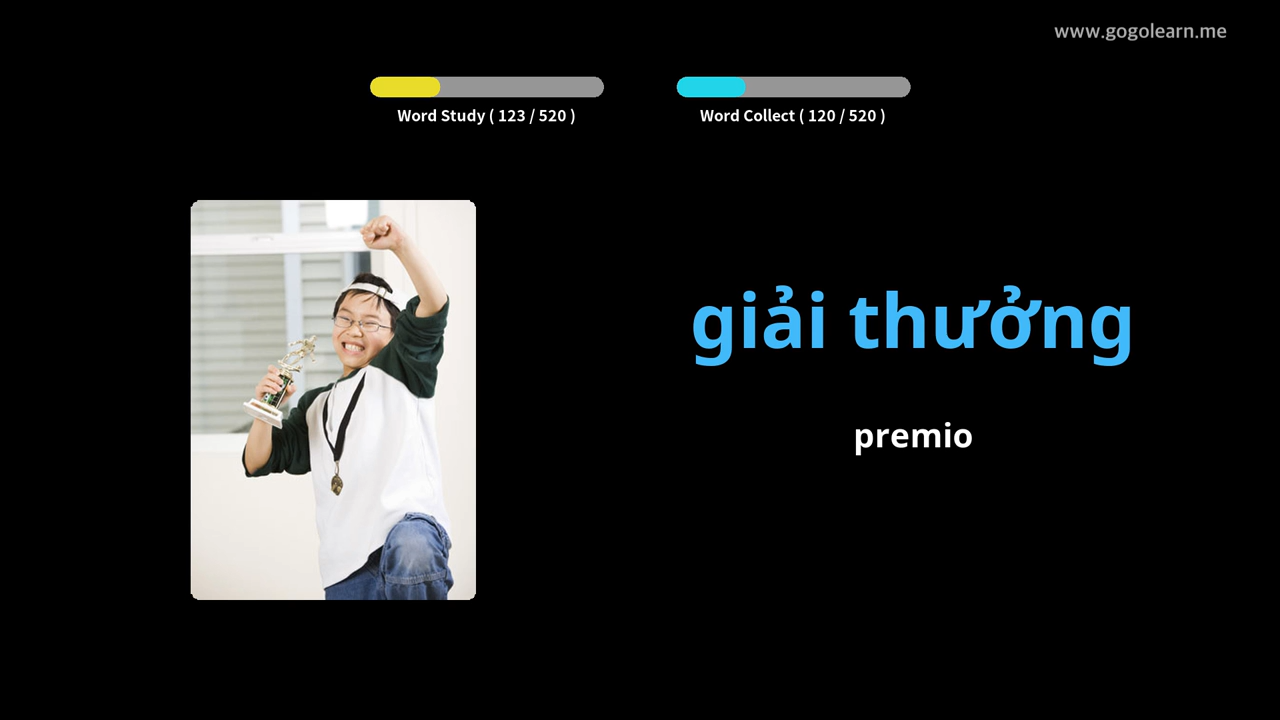 www.gogolearn.me
Word Study ( 123 / 520 )
Word Collect ( 120 / 520 )
giải thưởng
premio